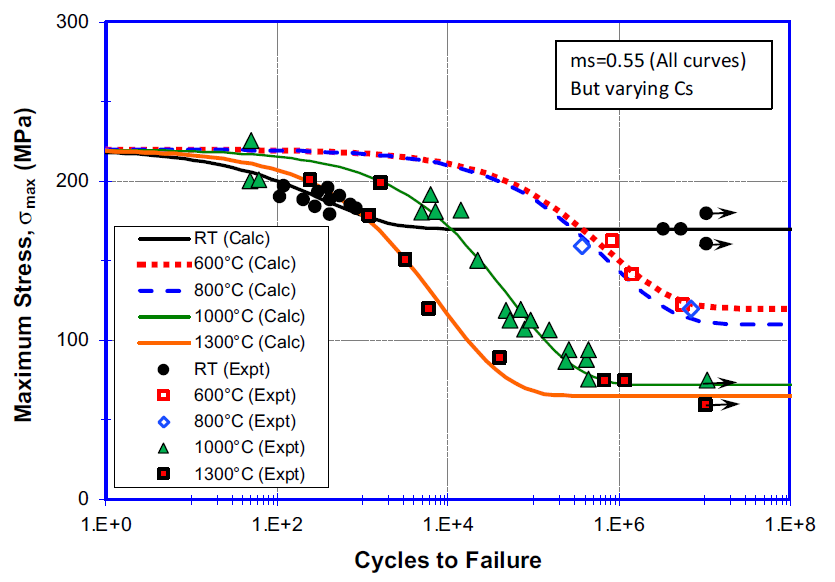 300
200
100
0
Maximum Stress, σmax (MPa)
ms=0.55 (All curves)
But varying Cs
RT (Calc)
600°C (Calc)
800°C (Calc)
1000°C (Calc)
1300°C (Calc)
RT (Expt)
600°C (Expt)
800°C (Expt)
1000°C (Expt)
1300°C (Expt)
1.E+0 1.E+2 1.E+4 1.E+6 1.E+8
Cycles to Failure